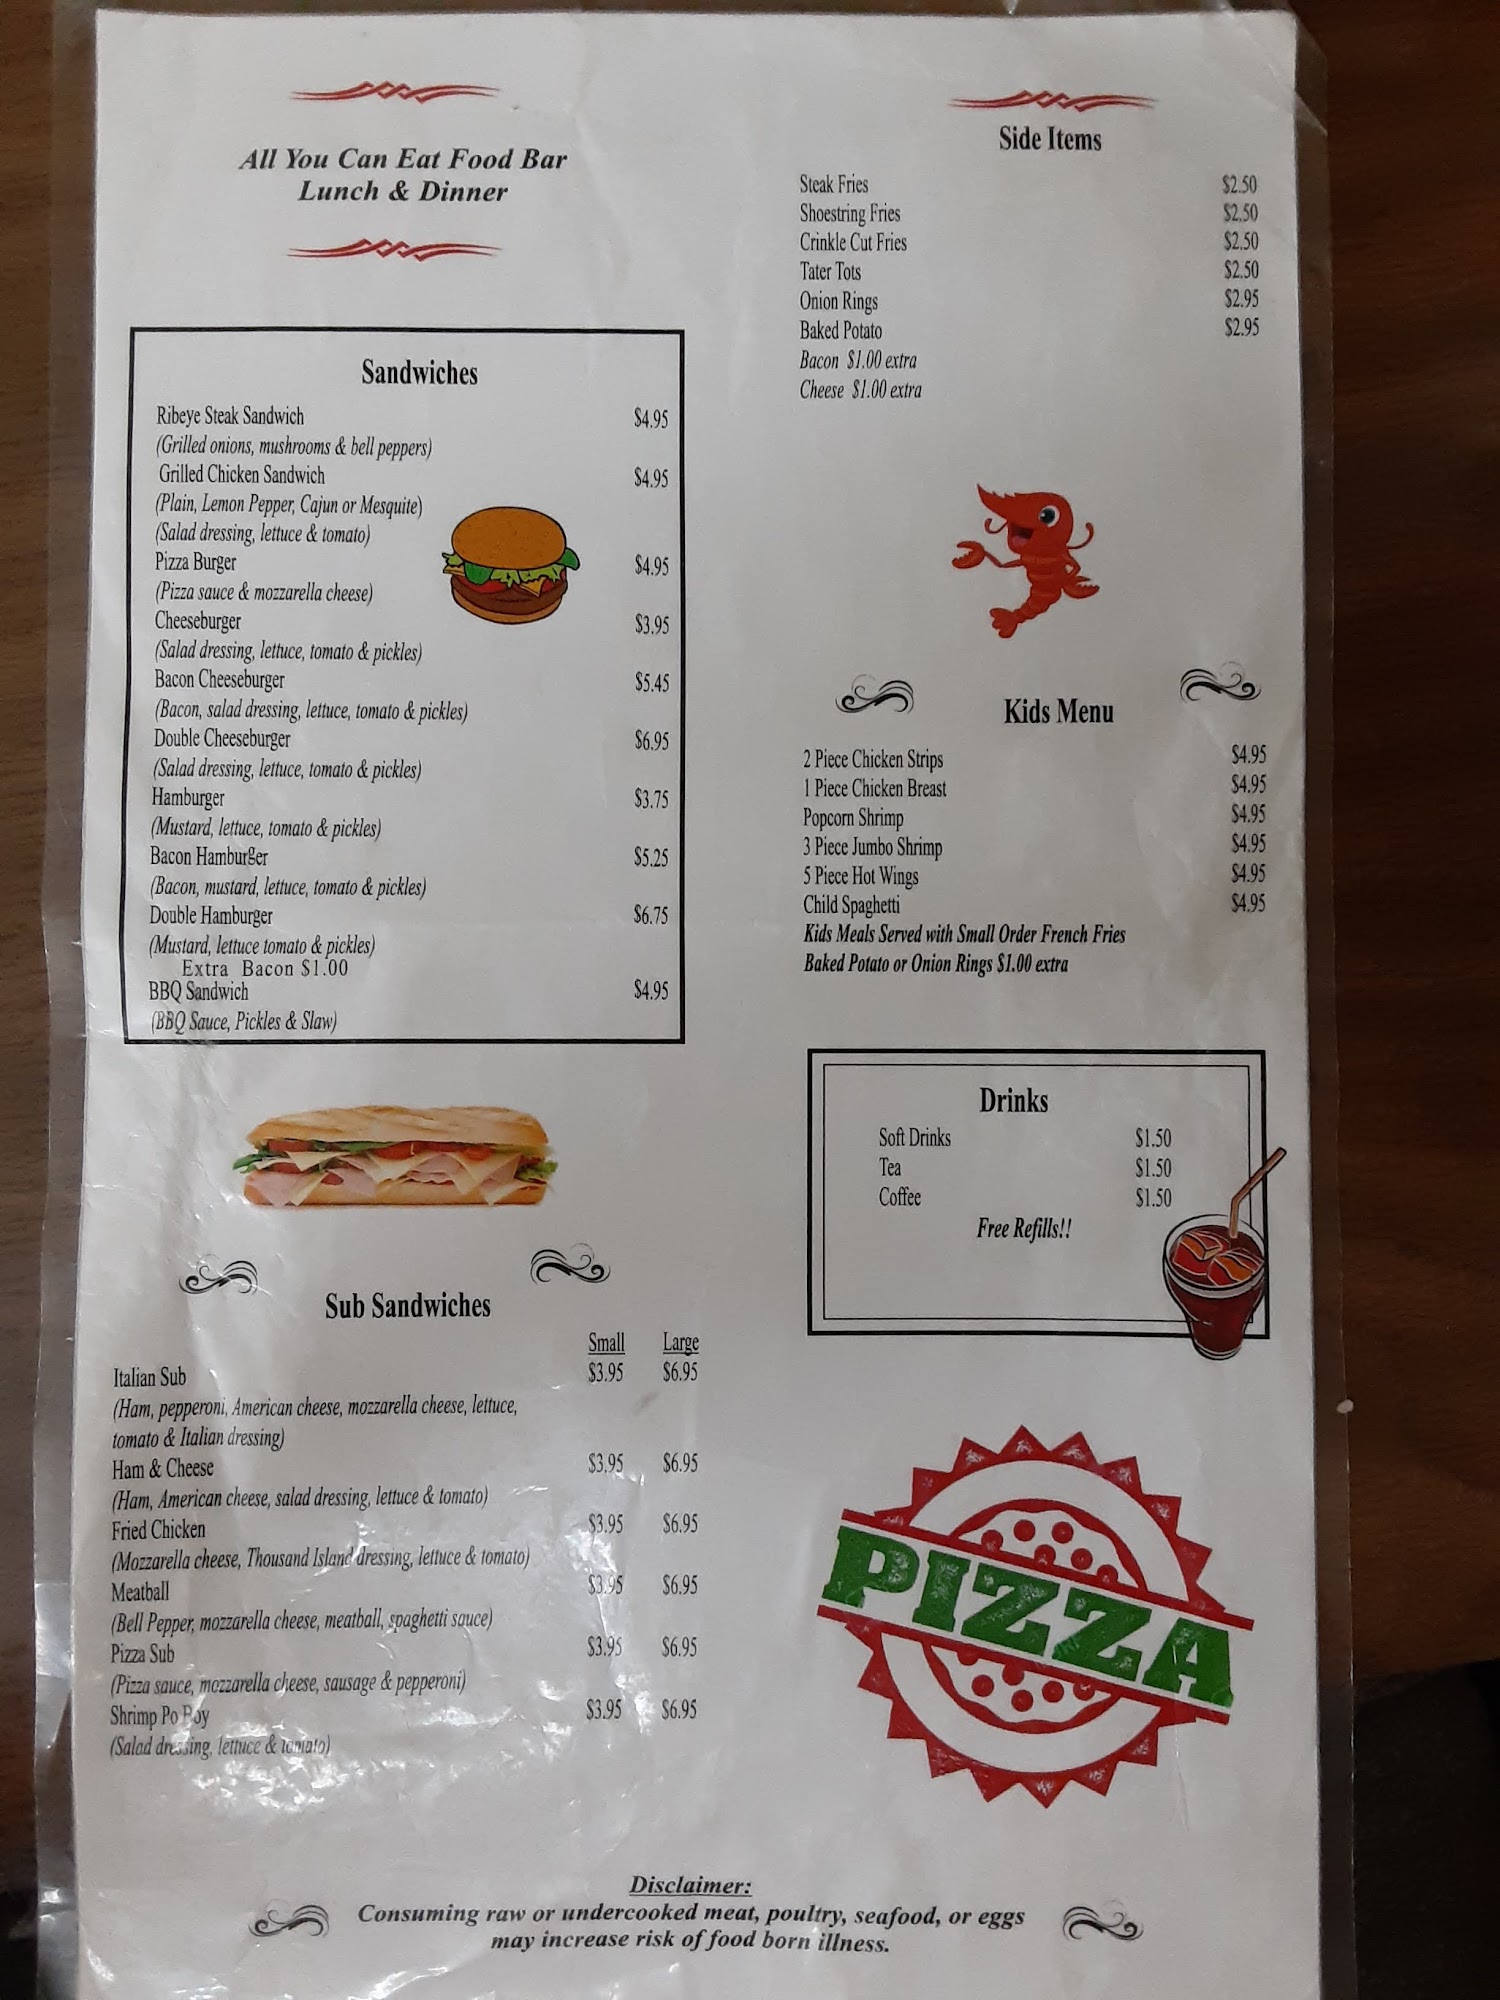 All You Can Eat Food Bar
Lunch & Dinner
Sandwiches
Ribeye Steak Sandwich $4.95
(Grilled onions, mushrooms & bell peppers)
Grilled Chicken Sandwich $4.95
(Plain, Lemon Pepper, Cajun or Mesquite)
(Salad dressing, lettuce & tomato)
Pizza Burger $4.95
(Pizza sauce & mozzarella cheese)
Cheeseburger $3.95
(Salad dressing, lettuce, tomato & pickles)
Bacon Cheeseburger $5.45
(Bacon, salad dressing, lettuce, tomato & pickles)
Double Cheeseburger $6.95
(Salad dressing, lettuce, tomato & pickles)
Hamburger $3.75
(Mustard, lettuce, tomato & pickles)
Bacon Hamburger $5.25
(Bacon, mustard, lettuce, tomato & pickles)
Double Hamburger $6.75
(Mustard, lettuce tomato & pickles)
Extra Bacon $1.00
BBQ Sandwich $4.95
(BBQ Sauce, Pickles & Slaw)
Sub Sandwiches
Small Large
Italian Sub $3.95 $6.95
(Ham, pepperoni, American cheese, mozzarella cheese, lettuce,
tomato & Italian dressing)
Ham & Cheese $3.95 $6.95
(Ham, American cheese, salad dressing, lettuce & tomato)
Fried Chicken $3.95 $6.95
(Mozzarella cheese, Thousand Island dressing, lettuce & tomato)
Meatball $3.95 $6.95
(Bell Pepper, mozzarella cheese, meatball, spaghetti sauce)
Pizza Sub $3.95 $6.95
(Pizza sauce, mozzarella cheese, sausage & pepperoni)
Shrimp Po Boy $3.95 $6.95
(Salad dressing, lettuce & tomato)
Side Items
Steak Fries $2.50
Shoestring Fries $2.50
Crinkle Cut Fries $2.50
Tater Tots $2.50
Onion Rings $2.95
Baked Potato $2.95
Bacon $1.00 extra
Cheese $1.00 extra
Kids Menu
2 Piece Chicken Strips $4.95
1 Piece Chicken Breast $4.95
Popcorn Shrimp $4.95
3 Piece Jumbo Shrimp $4.95
5 Piece Hot Wings $4.95
Child Spaghetti $4.95
Kids Meals Served with Small Order French Fries
Baked Potato or Onion Rings $1.00 extra
Drinks
Soft Drinks $1.50
Tea $1.50
Coffee $1.50
Free Refills!!
PIZZA
Disclaimer:
Consuming raw or undercooked meat, poultry, seafood, or eggs
may increase risk of food born illness.